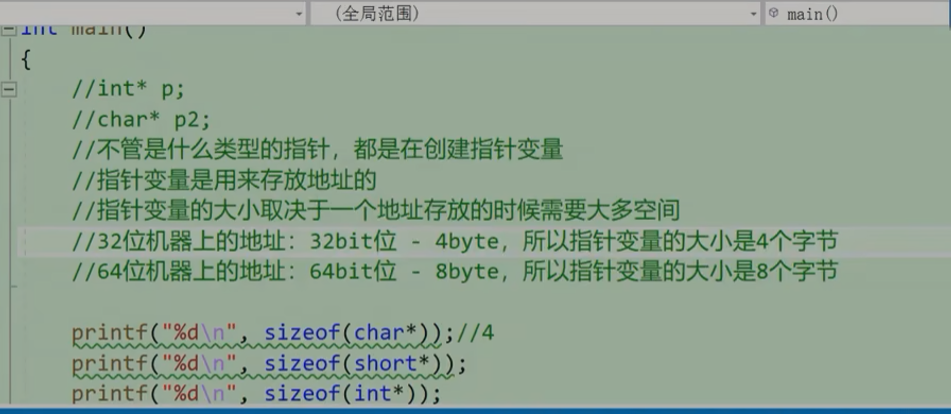 (全局范围)
main()
int main()
{
//int* p;
//char* p2;
//不管是什么类型的指针，都是在创建指针变量
//指针变量是用来存放地址的
//指针变量的大小取决于一个地址存放的时候需要大多空间
//32位机器上的地址：32bit位 - 4byte，所以指针变量的大小是4个字节
//64位机器上的地址：64bit位 - 8byte，所以指针变量的大小是8个字节
printf("%d\n", sizeof(char*));//4
printf("%d\n", sizeof(short*));
printf("%d\n", sizeof(int*));